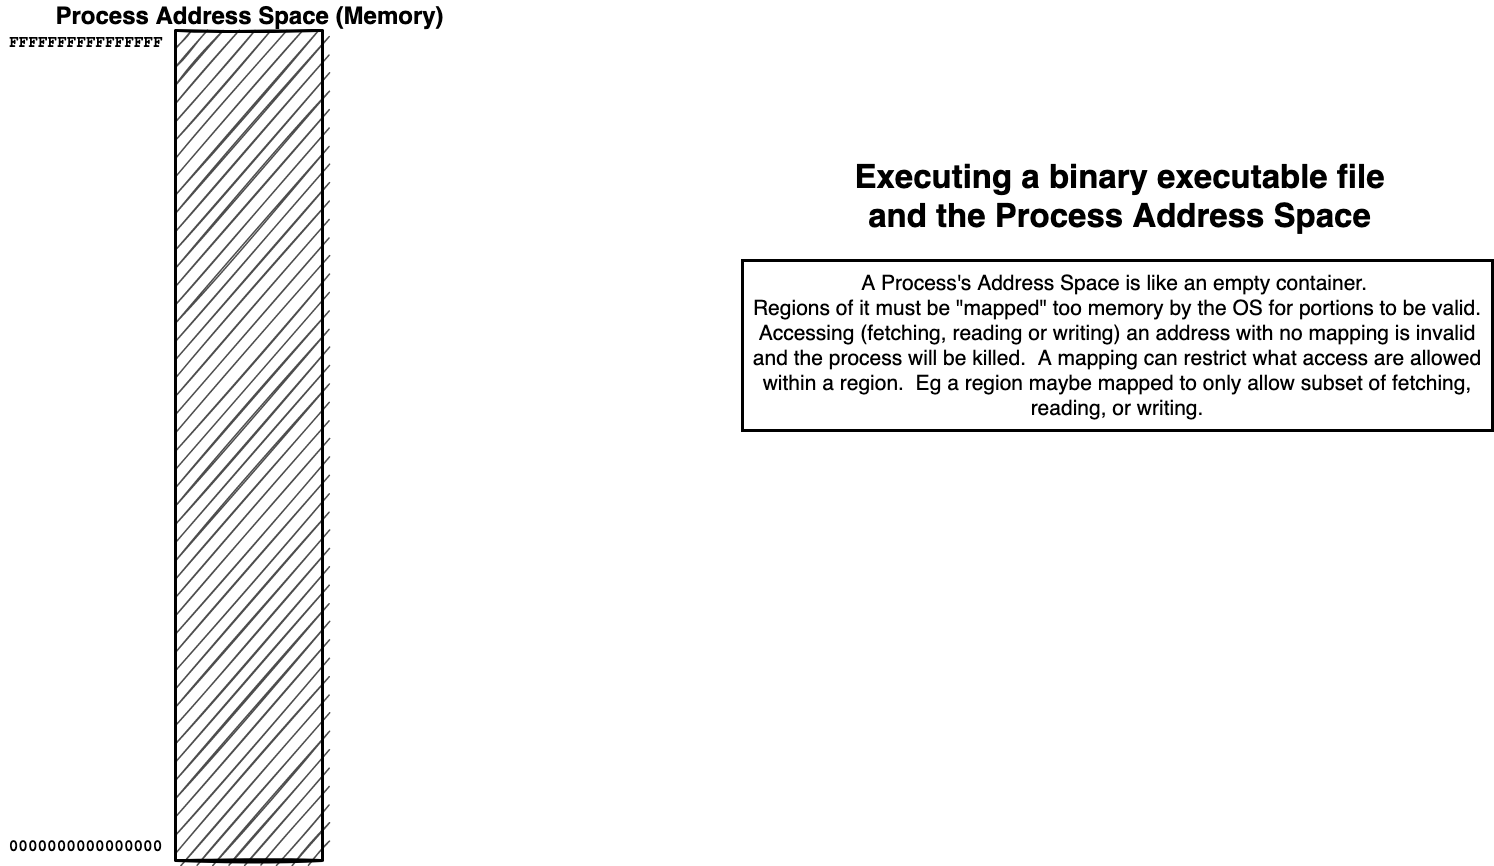 Process Address Space (Memory)
FFFFFFFFFFFFFFFF
Executing a binary executable file
and the Process Address Space
A Process's Address Space is like an empty container.
Regions of it must be "mapped" too memory by the OS for portions to be valid.
Accessing (fetching, reading or writing) an address with no mapping is invalid
and the process will be killed.  A mapping can restrict what access are allowed
within a region.  Eg a region maybe mapped to only allow subset of fetching,
reading, or writing.
0000000000000000